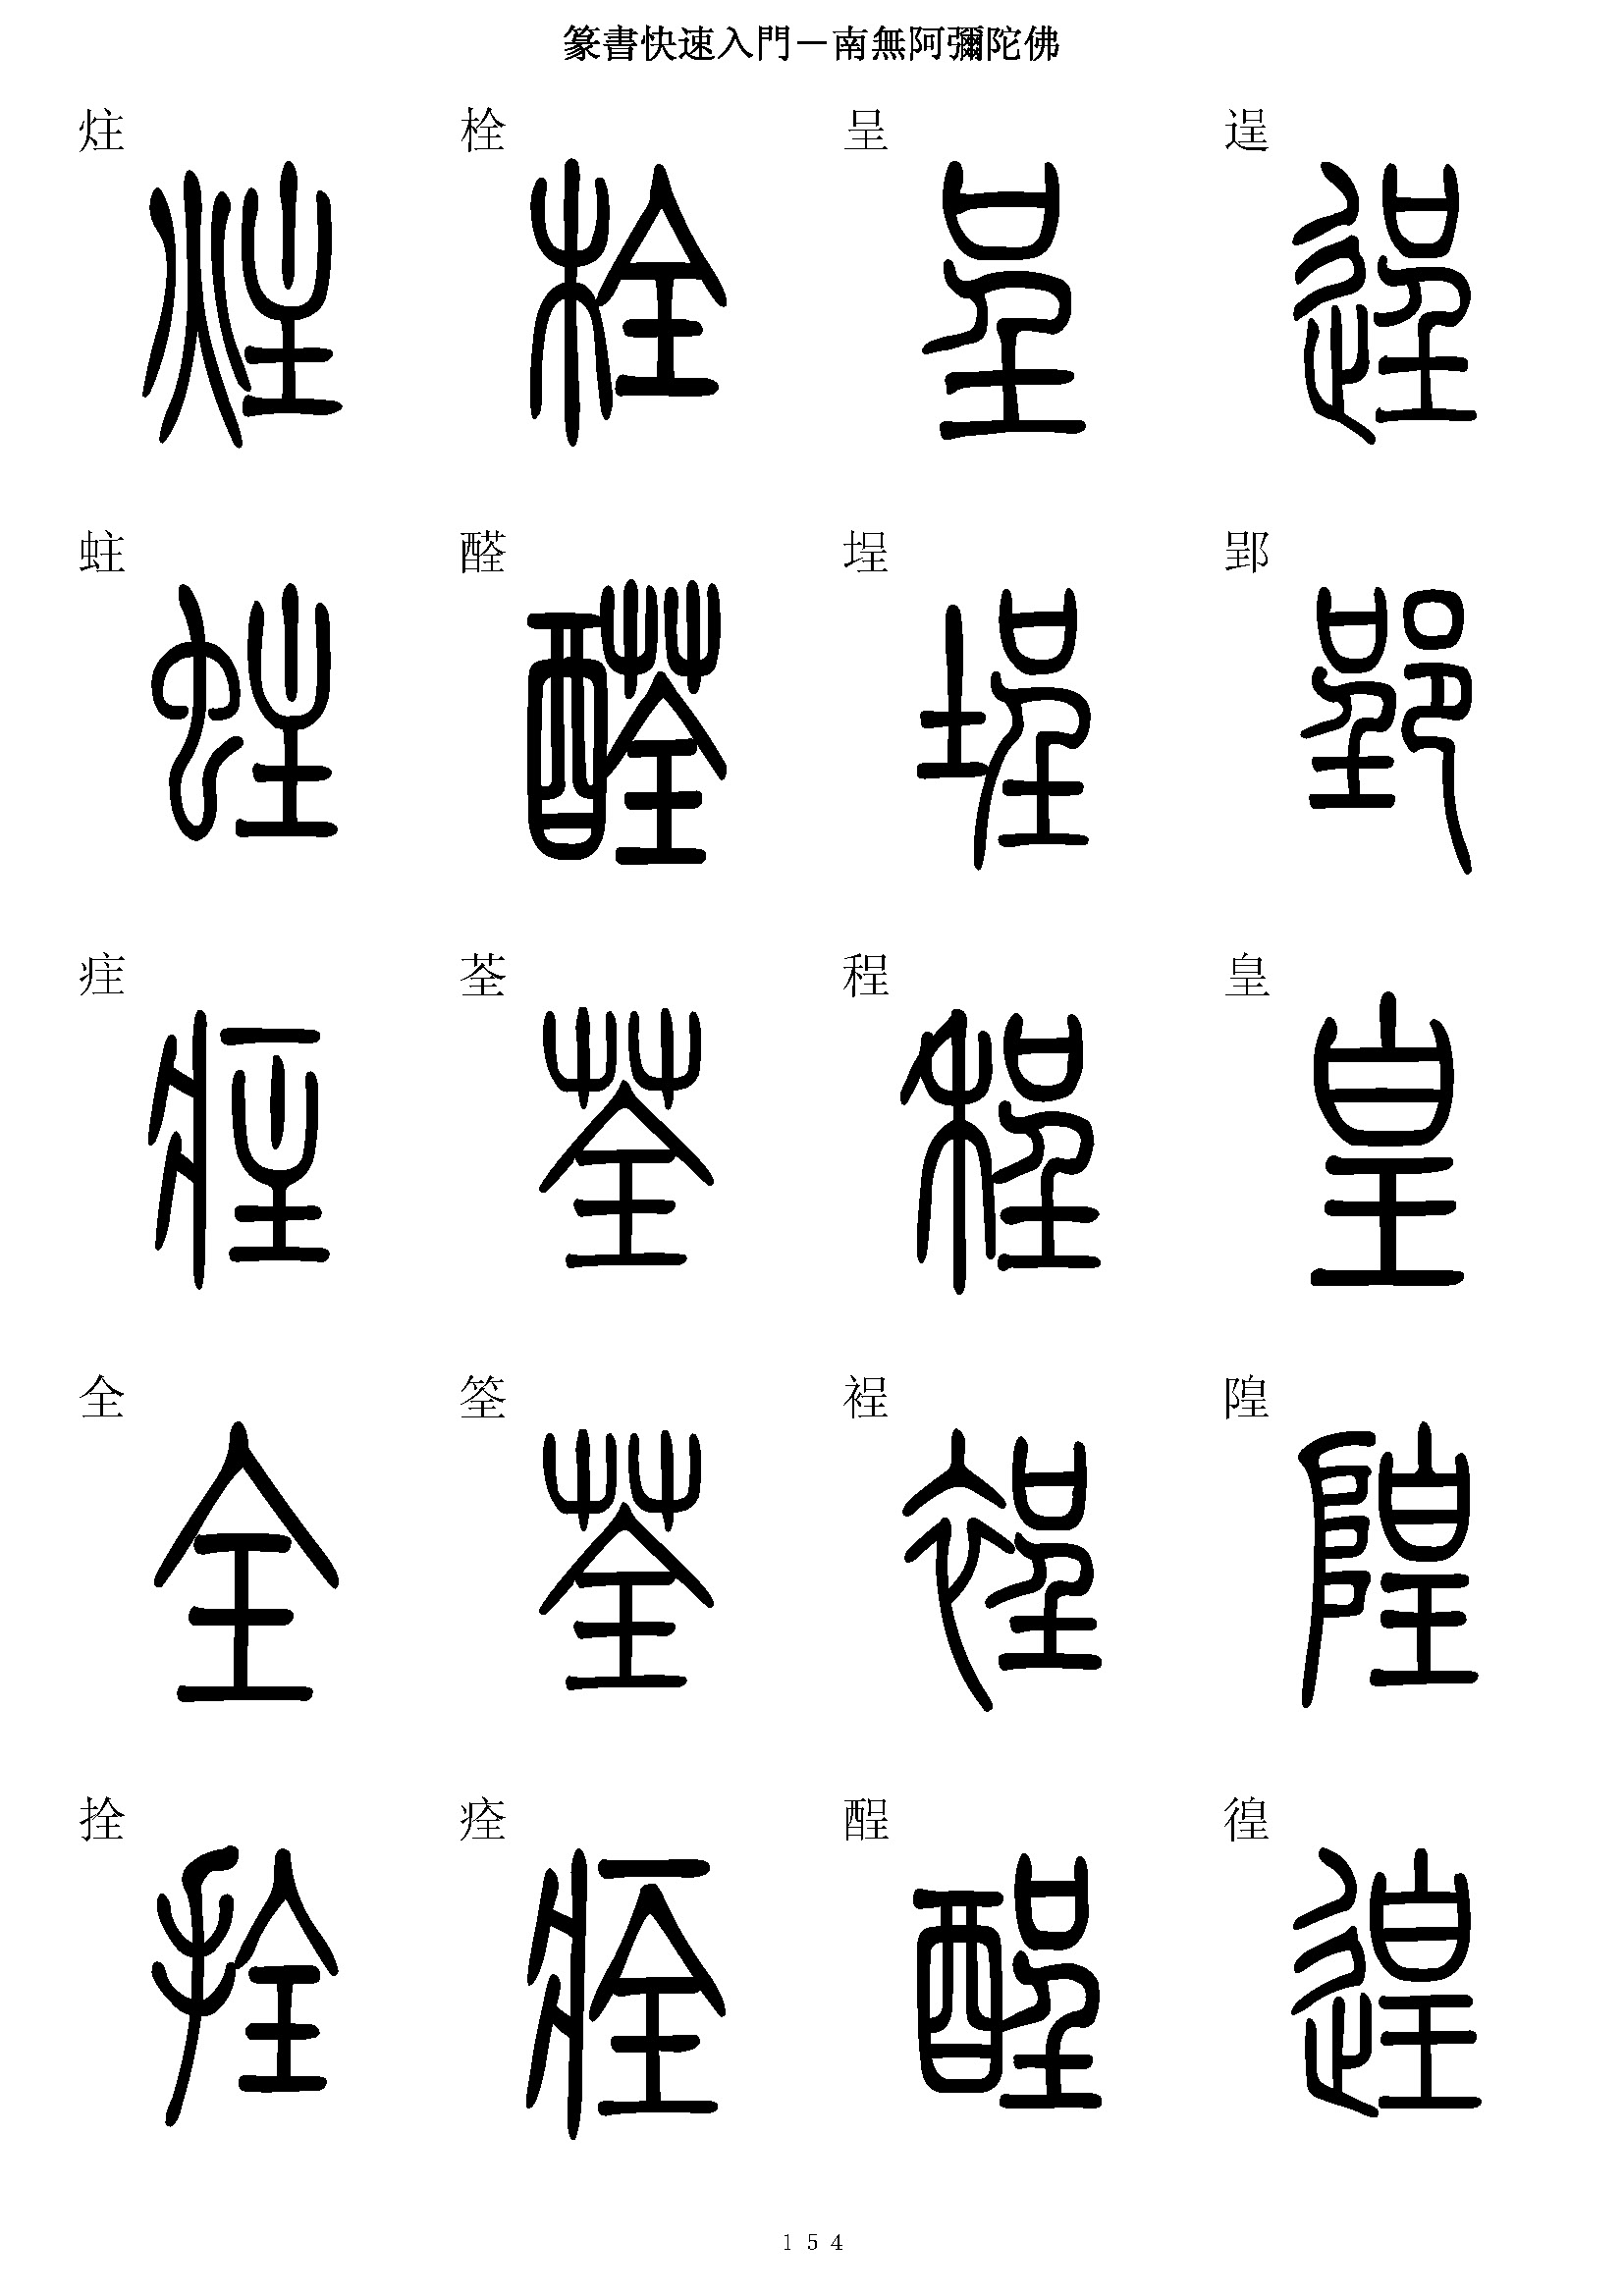 篆書快速入門－南無阿彌陀佛
炷 栓 呈 逞
蛀 醛 埕 郢
疰 荃 程 皇
全 筌 裎 隍
拴 痊 酲 徨
154